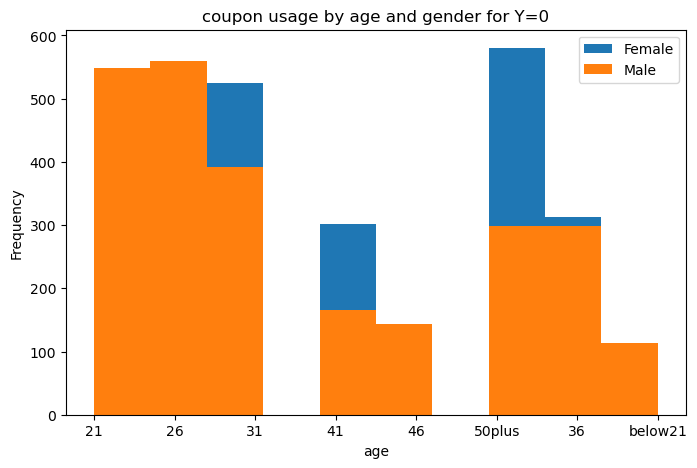 coupon usage by age and gender for Y=0
600
500
400
300
200
100
0
Frequency
Female
Male
21 26 31 41 46 50plus 36 below21
age